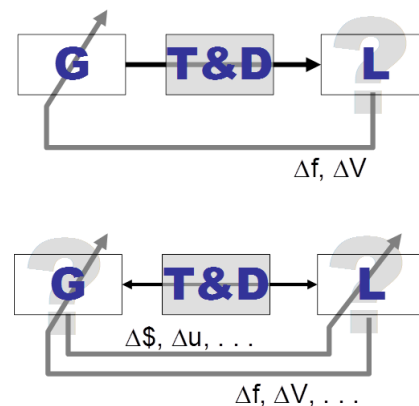 G T&D L ?
Δf, ΔV
? G T&D L ?
Δ$, Δu, . . .
Δf, ΔV, . . .